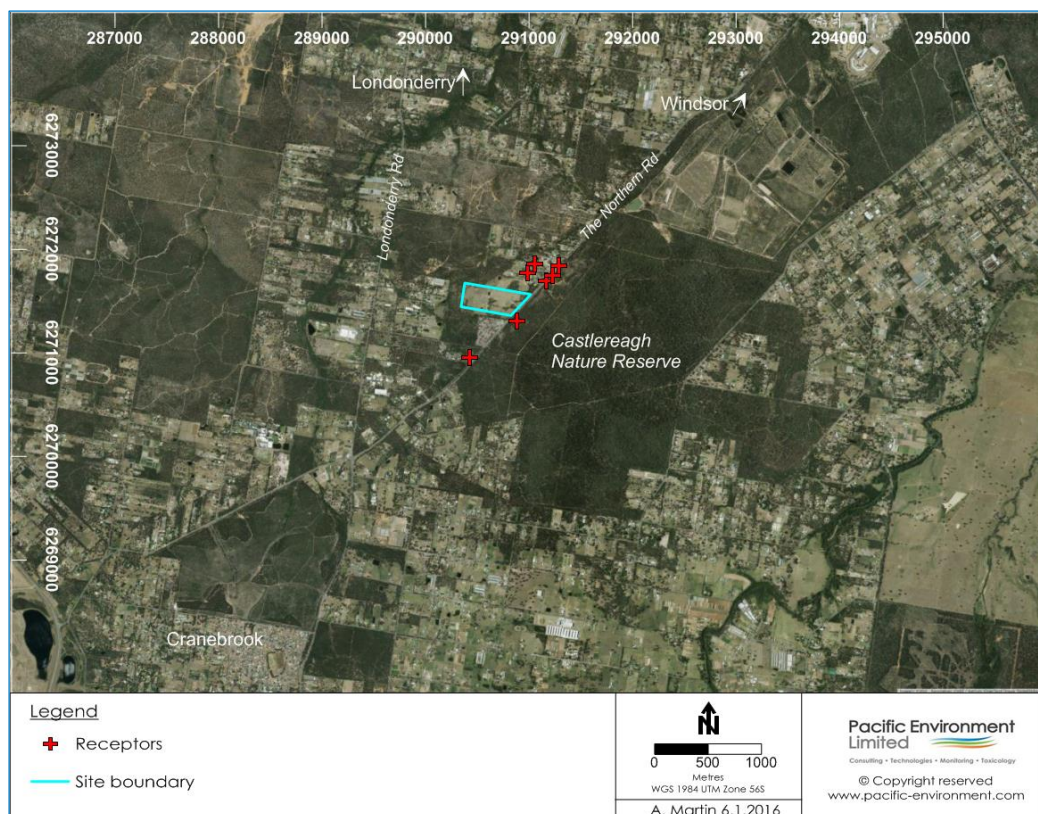 287000 288000 289000 290000 291000 292000 293000 294000 295000
Londonderry
Windsor
6273000
Londonderry Rd
The Northern Rd
6272000
6271000
Castlereagh
Nature Reserve
6270000
6269000
Cranebrook
Legend
Receptors
Site boundary
N
0 500 1000
Metres
WGS 1984 UTM Zone 56S
A. Martin 6.1.2016
Pacific Environment
Limited
Consulting • Technologies • Monitoring • Toxicology
© Copyright reserved
www.pacific-environment.com